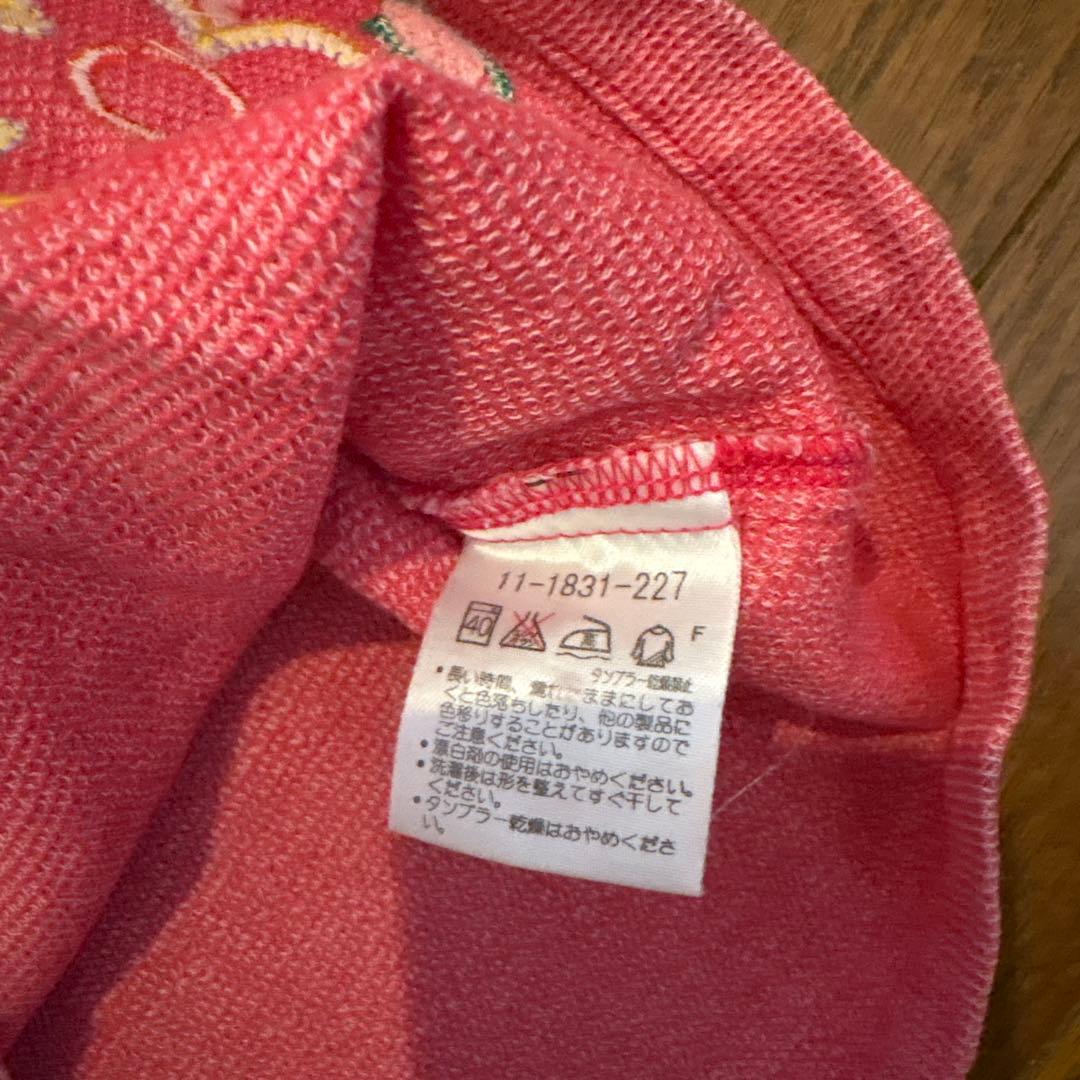 11-1831-227
40 高 F
タンブラー乾燥禁止
・長い時間、 ままにしてお
くと色落ちしたり、他の製品に
色移りすることがありますので
ご注意ください。
・漂白剤の使用はおやめください。
・洗濯後は形を整えてすぐ干して
ください。
・タンブラー乾燥はおやめくださ
い。